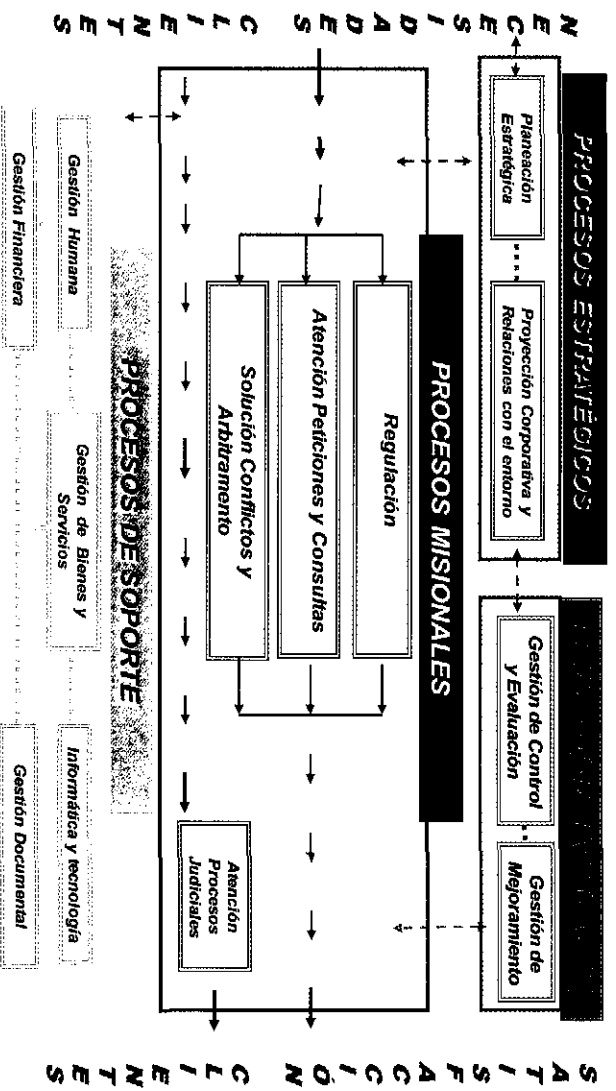 NECESIDADES CLIENTES
PROCESOS ESTRATÉGICOS
Planeación
Estratégica
Proyección Corporativa y
Relaciones con el entorno
Gestión de Control
y Evaluación
Gestión de
Mejoramiento
PROCESOS MISIONALES
Regulación
Atención Peticiones y Consultas
Solución Conflictos y
Arbitramento
Atención
Procesos
Judiciales
PROCESOS DE SOPORTE
Gestión Humana
Gestión de Bienes y
Servicios
Informática y tecnología
Gestión Financiera
Gestión Documental
SATISFACCIÓN CLIENTES